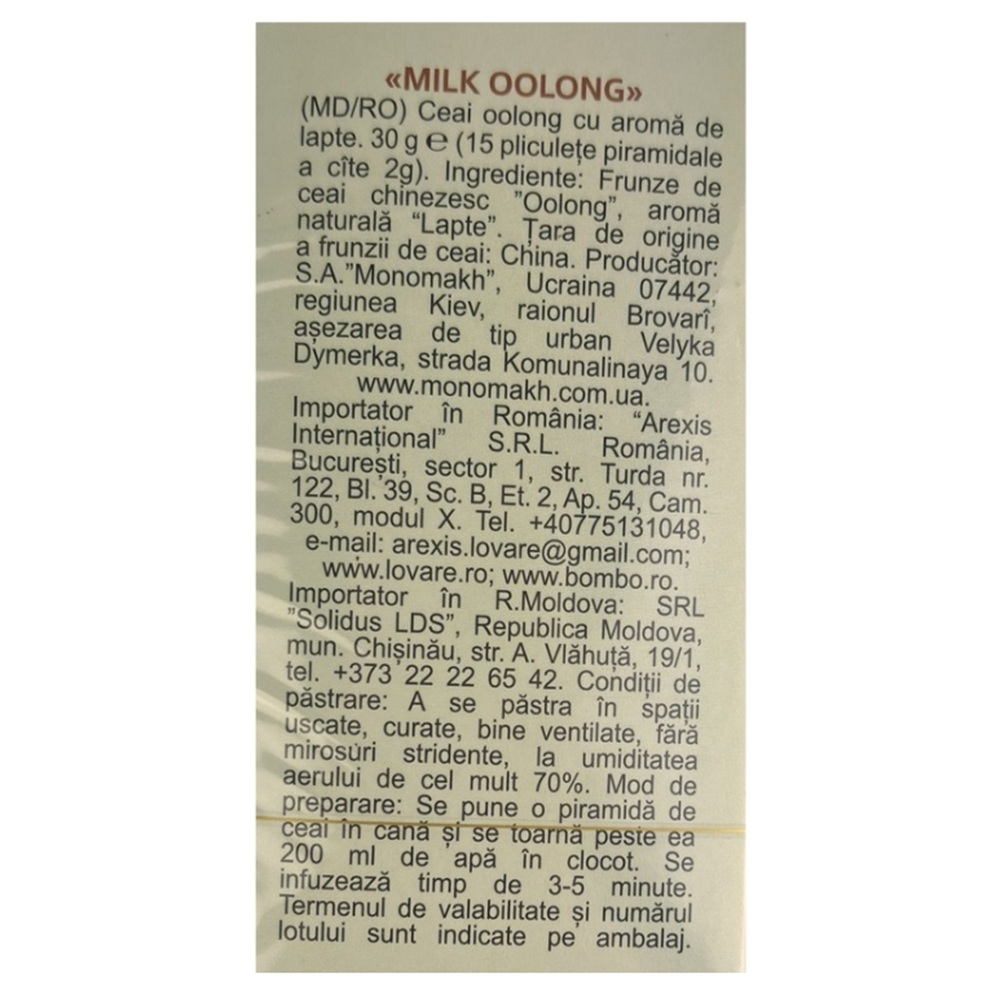 «MILK OOLONG»
(MD/RO) Ceai oolong cu aromă de
lapte. 30 g ℮ (15 pliculețe piramidale
a cîte 2g). Ingrediente: Frunze de
ceai chinezesc ”Oolong”, aromă
naturală “Lapte”. Țara de origine
a frunzii de ceai: China. Producător:
S.A.”Monomakh”, Ucraina 07442,
regiunea Kiev, raionul Brovarî,
așezarea de tip urban Velyka
Dymerka, strada Komunalinaya 10.
www.monomakh.com.ua.
Importator în România: “Arexis
Internațional” S.R.L. România,
București, sector 1, str. Turda nr.
122, Bl. 39, Sc. B, Et. 2, Ap. 54, Cam.
300, modul X. Tel. +40775131048,
e-mail: arexis.lovare@gmail.com;
www.lovare.ro; www.bombo.ro.
Importator în R.Moldova: SRL
”Solidus LDS”, Republica Moldova,
mun. Chișinău, str. A. Vlăhuță, 19/1,
tel. +373 22 22 65 42. Condiții de
păstrare: A se păstra în spații
uscate, curate, bine ventilate, fără
mirosuri stridente, la umiditatea
aerului de cel mult 70%. Mod de
preparare: Se pune o piramidă de
ceai în cană și se toarnă peste ea
200 ml de apă în clocot. Se
infuzează timp de 3-5 minute.
Termenul de valabilitate și numărul
lotului sunt indicate pe ambalaj.